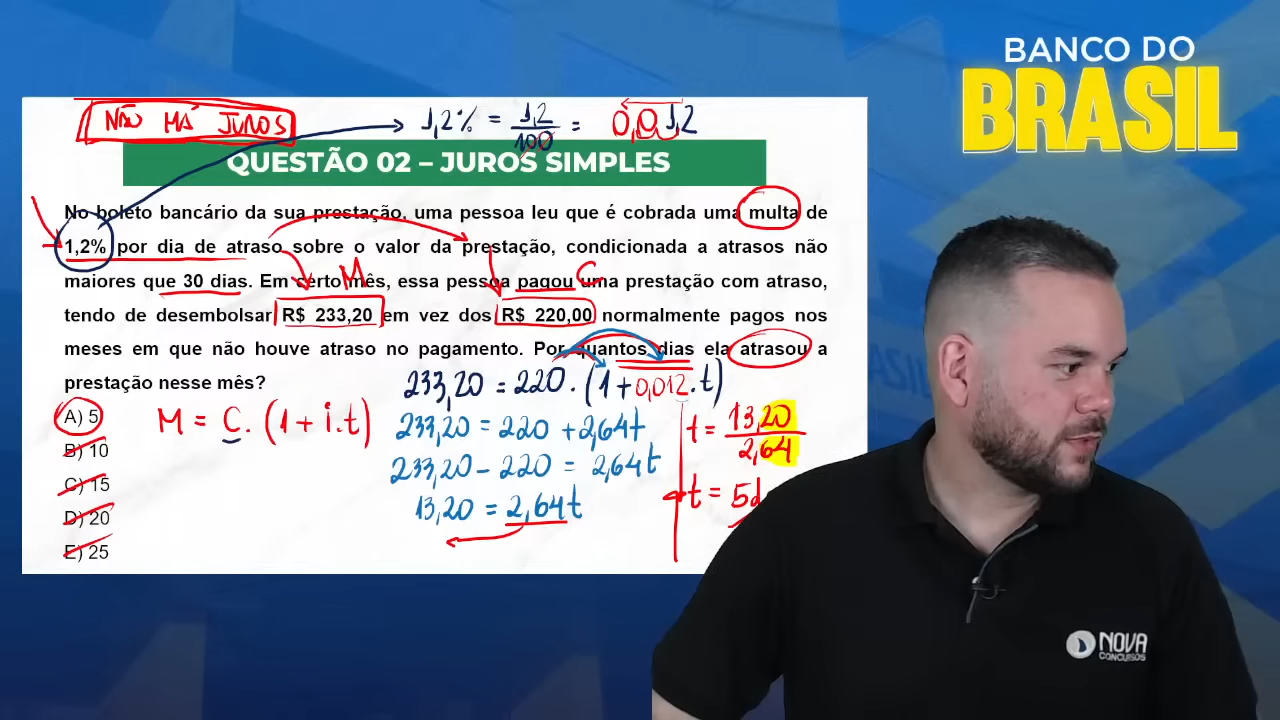 BANCO DO
BRASIL
NÃO HÁ JUROS
1,2% = 1,2/100 = 0,01,2
QUESTÃO 02 – JUROS SIMPLES
No boleto bancário da sua prestação, uma pessoa leu que é cobrada uma multa de
1,2% por dia de atraso sobre o valor da prestação, condicionada a atrasos não
M C
maiores que 30 dias. Em certo mês, essa pessoa pagou uma prestação com atraso,
tendo de desembolsar R$ 233,20 em vez dos R$ 220,00 normalmente pagos nos
meses em que não houve atraso no pagamento. Por quantos dias ela atrasou a
prestação nesse mês?
233,20 = 220 . (1 + 0,012 . t)
A) 5
M = C . (1 + i . t)
233,20 = 220 + 2,64t
t = 13,20/2,64
B) 10
233,20 - 220 = 2,64t
C) 15
13,20 = 2,64t
t = 5d
D) 20
E) 25
NOVA
CONCURSOS